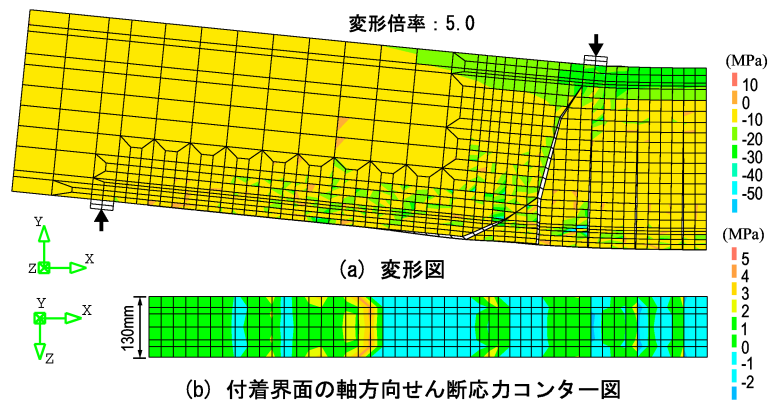 変形倍率：5.0
(MPa)
10
0
-10
-20
-30
-40
-50
Y
Z
X
(a) 変形図
(MPa)
5
4
3
2
1
0
-1
-2
Y
X
Z
130mm
(b) 付着界面の軸方向せん断応力コンター図